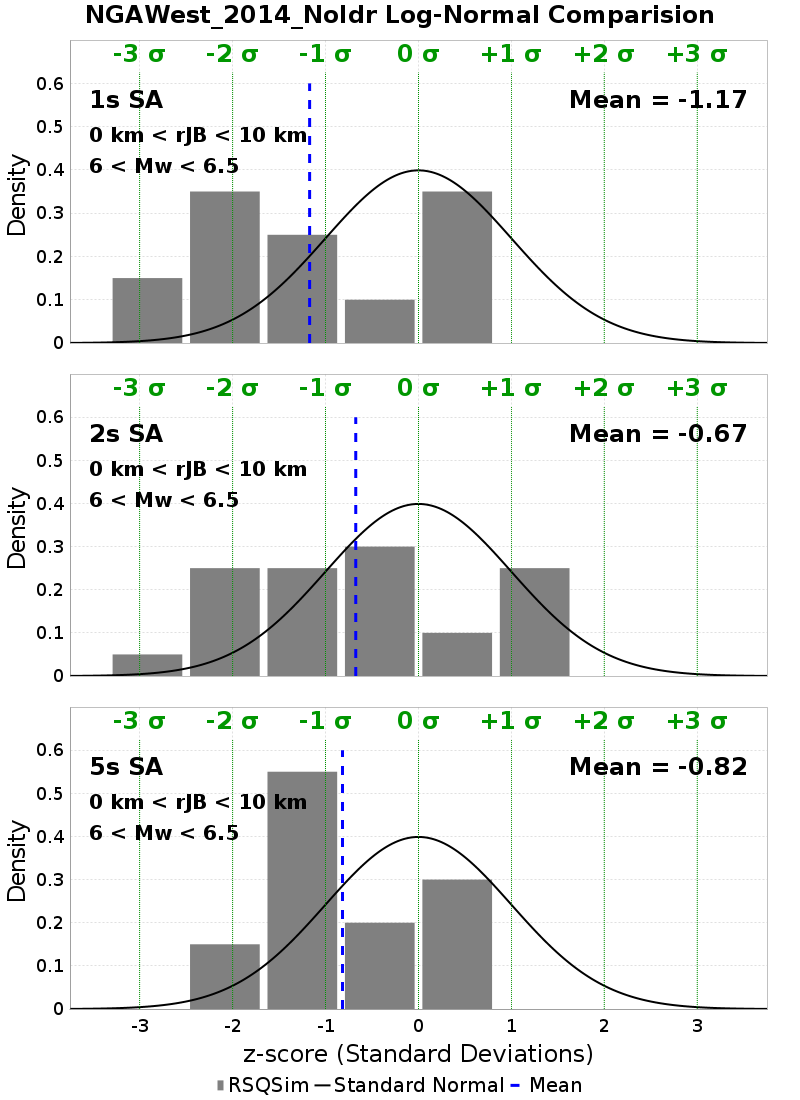 NGAWest_2014_NoIdr Log-Normal Comparision
-3 σ -2 σ -1 σ 0 σ +1 σ +2 σ +3 σ
0.6
1s SA Mean = -1.17
0.5
0 km < rJB < 10 km
6 < Mw < 6.5
0.4
Density
0.3
0.2
0.1
0
-3 σ -2 σ -1 σ 0 σ +1 σ +2 σ +3 σ
0.6
2s SA Mean = -0.67
0.5
0 km < rJB < 10 km
6 < Mw < 6.5
0.4
Density
0.3
0.2
0.1
0
-3 σ -2 σ -1 σ 0 σ +1 σ +2 σ +3 σ
0.6
5s SA Mean = -0.82
0.5
0 km < rJB < 10 km
6 < Mw < 6.5
0.4
Density
0.3
0.2
0.1
0
-3 -2 -1 0 1 2 3
z-score (Standard Deviations)
RSQSim Standard Normal Mean